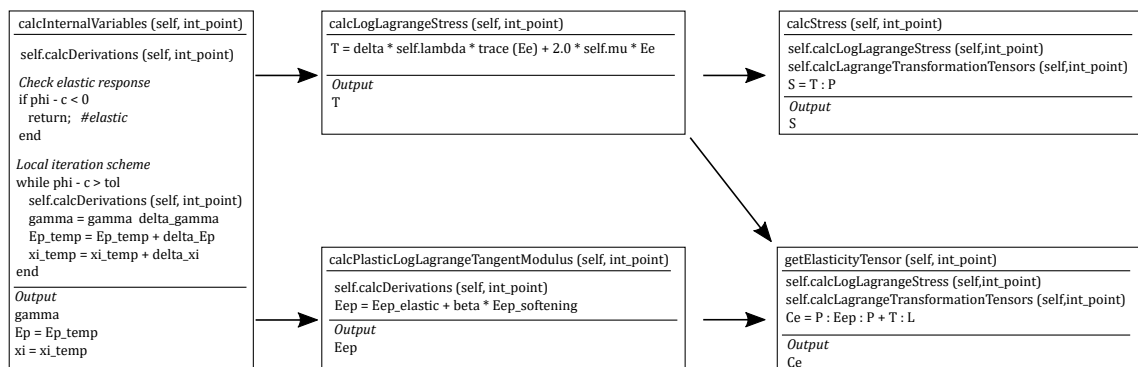 calcInternalVariables (self, int_point)
self.calcDerivations (self, int_point)
Check elastic response
if phi - c < 0
return; #elastic
end
Local iteration scheme
while phi - c > tol
self.calcDerivations (self, int_point)
gamma = gamma delta_gamma
Ep_temp = Ep_temp + delta_Ep
xi_temp = xi_temp + delta_xi
end
Output
gamma
Ep = Ep_temp
xi = xi_temp
calcLogLagrangeStress (self, int_point)
T = delta * self.lambda * trace (Ee) + 2.0 * self.mu * Ee
Output
T
calcStress (self, int_point)
self.calcLogLagrangeStress (self,int_point)
self.calcLagrangeTransformationTensors (self,int_point)
S = T : P
Output
S
calcPlasticLogLagrangeTangentModulus (self, int_point)
self.calcDerivations (self, int_point)
Eep = Eep_elastic + beta * Eep_softening
Output
Eep
getElasticityTensor (self, int_point)
self.calcLogLagrangeStress (self,int_point)
self.calcLagrangeTransformationTensors (self,int_point)
Ce = P : Eep : P + T : L
Output
Ce